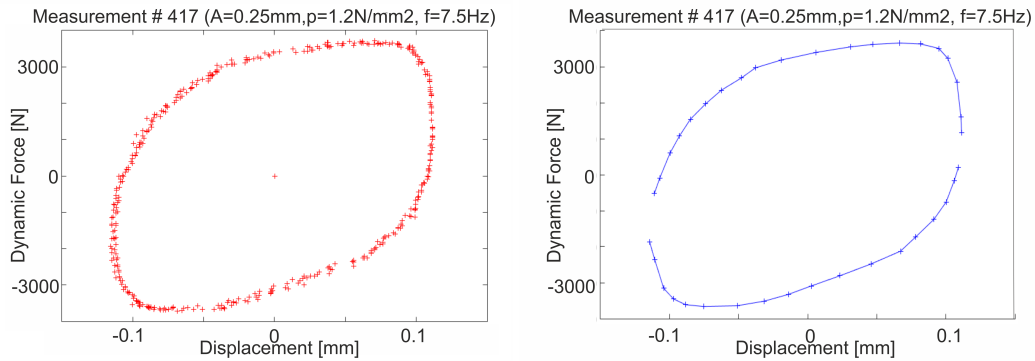 Measurement # 417 (A=0.25mm,p=1.2N/mm2, f=7.5Hz)
Dynamic Force [N]
3000
0
-3000
-0.1
0
0.1
Displacement [mm]
Measurement # 417 (A=0.25mm,p=1.2N/mm2, f=7.5Hz)
Dynamic Force [N]
3000
0
-3000
-0.1
0
0.1
Displacement [mm]